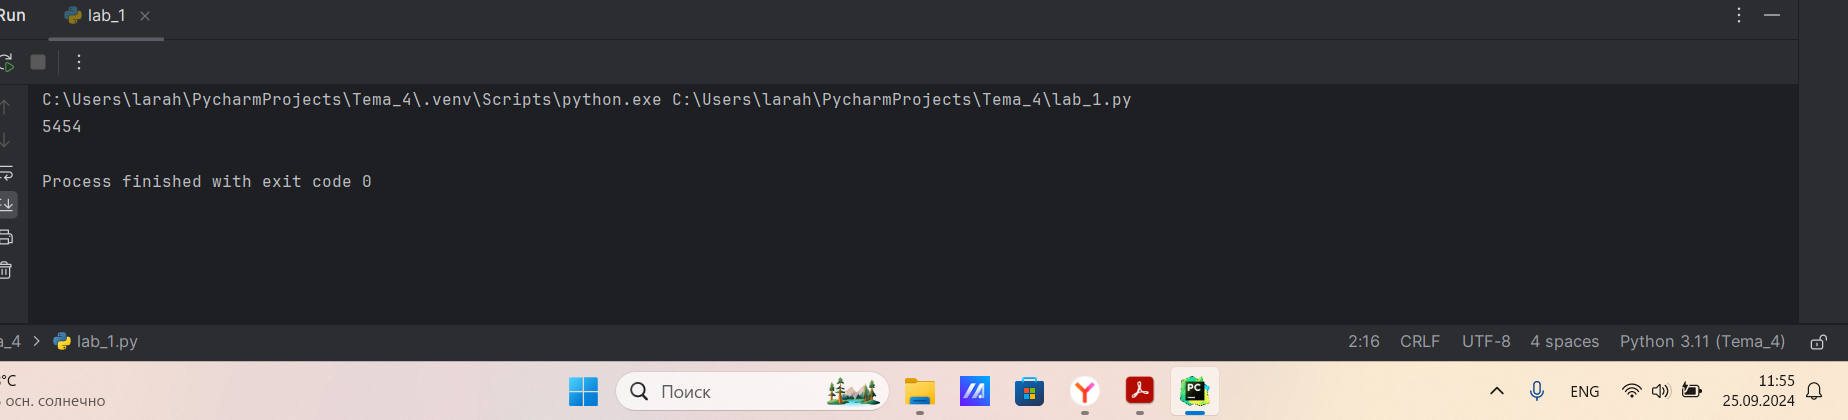 Run lab_1
C:\Users\larah\PycharmProjects\Tema_4\.venv\Scripts\python.exe C:\Users\larah\PycharmProjects\Tema_4\lab_1.py
5454
Process finished with exit code 0
a_4 > lab_1.py 2:16 CRLF UTF-8 4 spaces Python 3.11 (Tema_4)
°C
осн. солнечно
Поиск
PC
ENG
11:55
25.09.2024